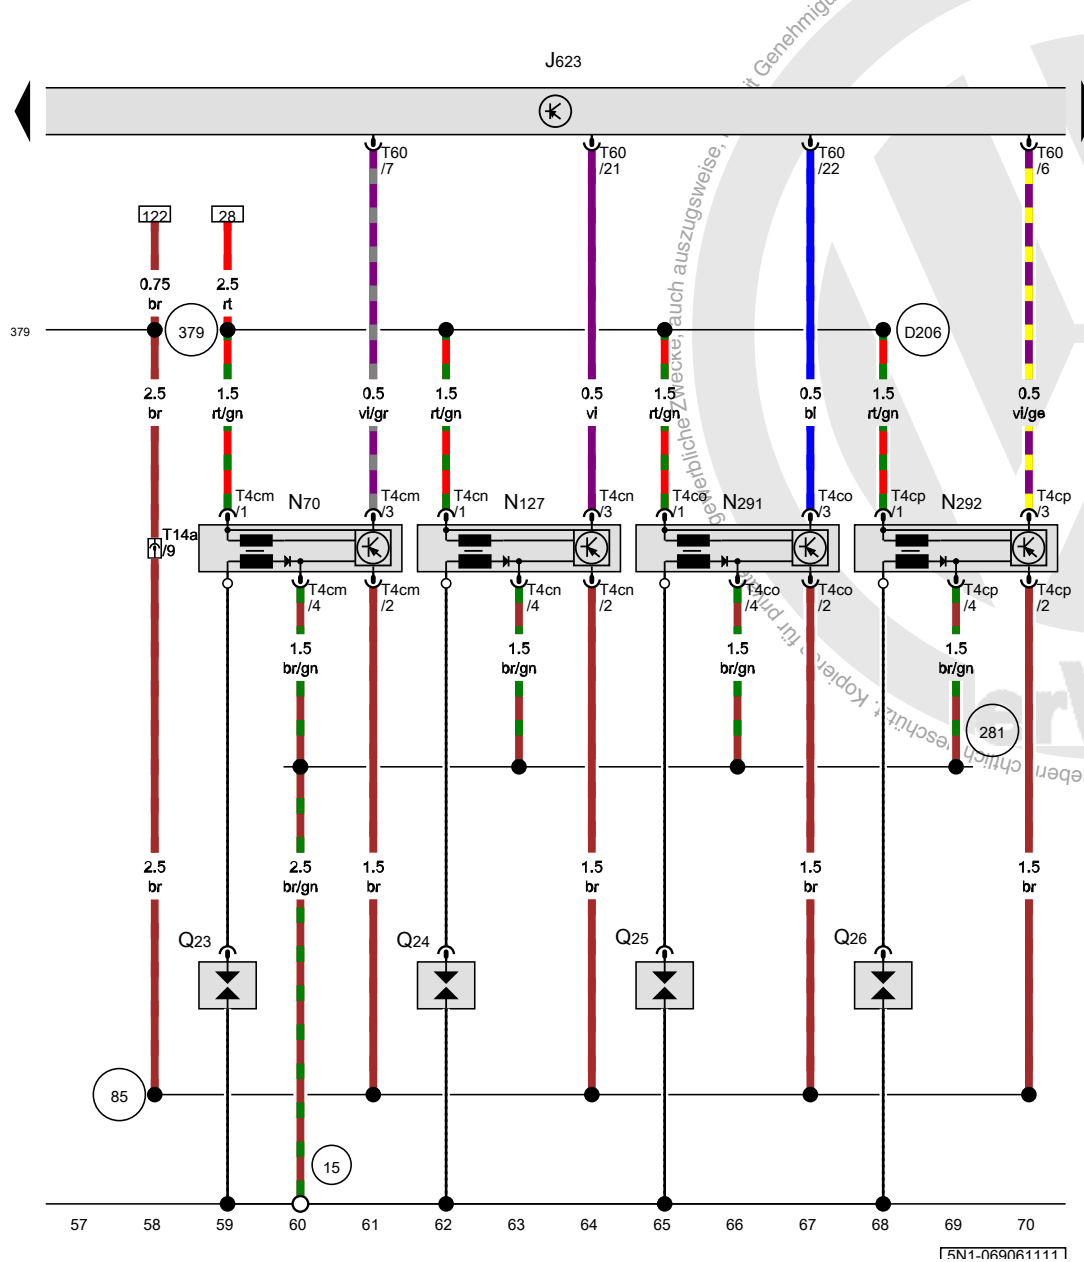 J623
T60
/7
T60
/21
T60
/22
T60
/6
122
28
0.75
br
2.5
rt
379
379
D206
2.5
br
1.5
rt/gn
0.5
vi/gr
1.5
rt/gn
0.5
vi
1.5
rt/gn
0.5
bl
1.5
rt/gn
0.5
vi/ge
T4cm
/1
N70
T4cm
/3
T4cn
/1
N127
T4cn
/3
T4co
/1
N291
T4co
/3
T4cp
/1
N292
T4cp
/3
T14a
/9
T4cm
/4
T4cm
/2
T4cn
/4
T4cn
/2
T4co
/4
T4co
/2
T4cp
/4
T4cp
/2
1.5
br/gn
1.5
br/gn
1.5
br/gn
1.5
br/gn
281
2.5
br
2.5
br/gn
1.5
br
1.5
br
1.5
br
1.5
br
Q23
Q24
Q25
Q26
85
15
57 58 59 60 61 62 63 64 65 66 67 68 69 70
5N1-069061111